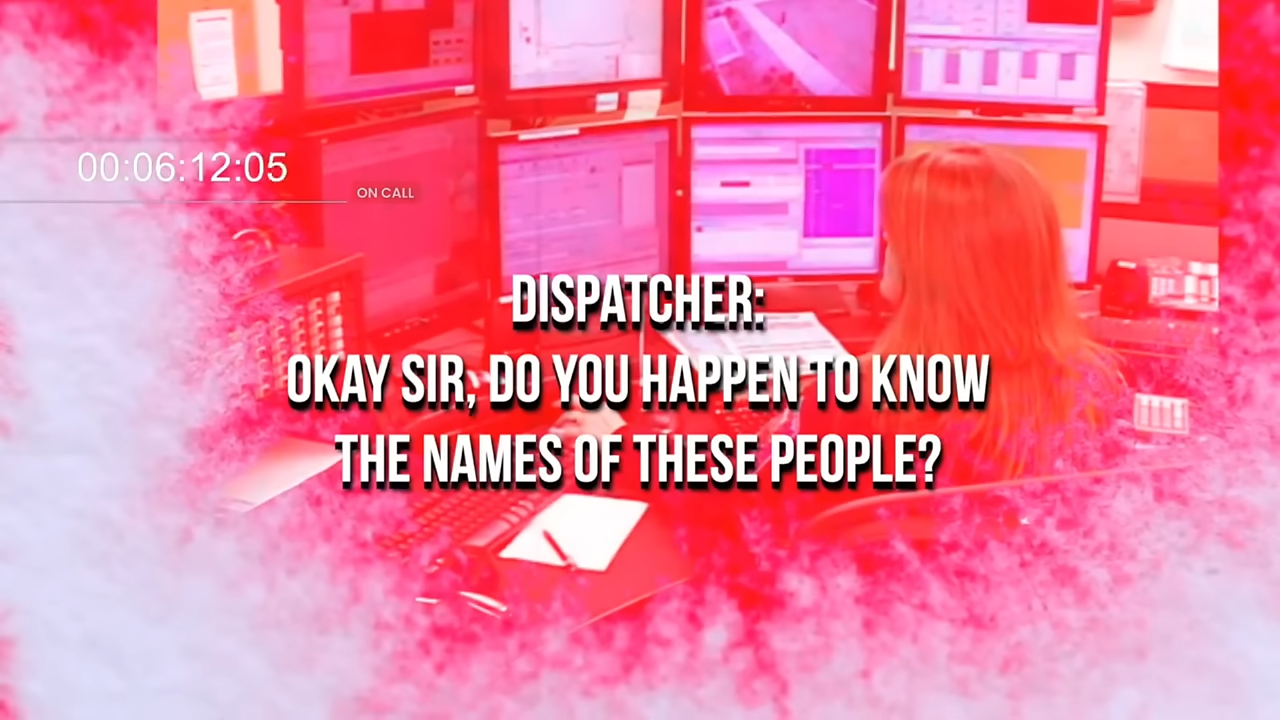 00:06:12:05
ON CALL
DISPATCHER:
OKAY SIR, DO YOU HAPPEN TO KNOW
THE NAMES OF THESE PEOPLE?